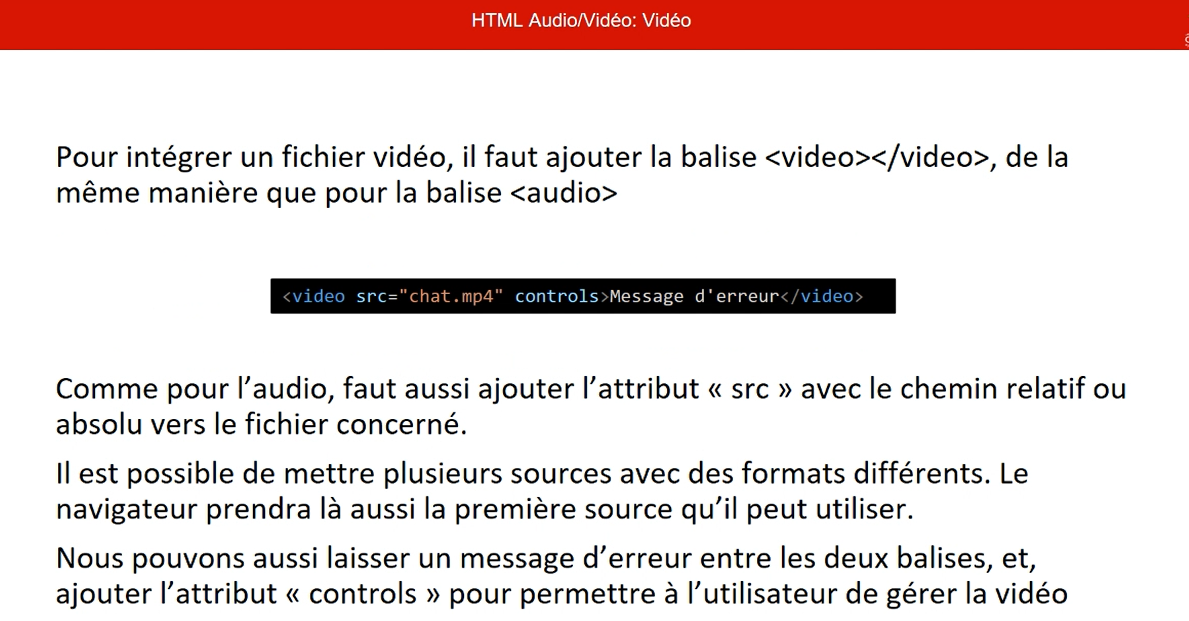 HTML Audio/Vidéo: Vidéo
Pour intégrer un fichier vidéo, il faut ajouter la balise <video></video>, de la
même manière que pour la balise <audio>
<video src="chat.mp4" controls>Message d'erreur</video>
Comme pour l’audio, faut aussi ajouter l’attribut « src » avec le chemin relatif ou
absolu vers le fichier concerné.
Il est possible de mettre plusieurs sources avec des formats différents. Le
navigateur prendra là aussi la première source qu’il peut utiliser.
Nous pouvons aussi laisser un message d’erreur entre les deux balises, et,
ajouter l’attribut « controls » pour permettre à l’utilisateur de gérer la vidéo